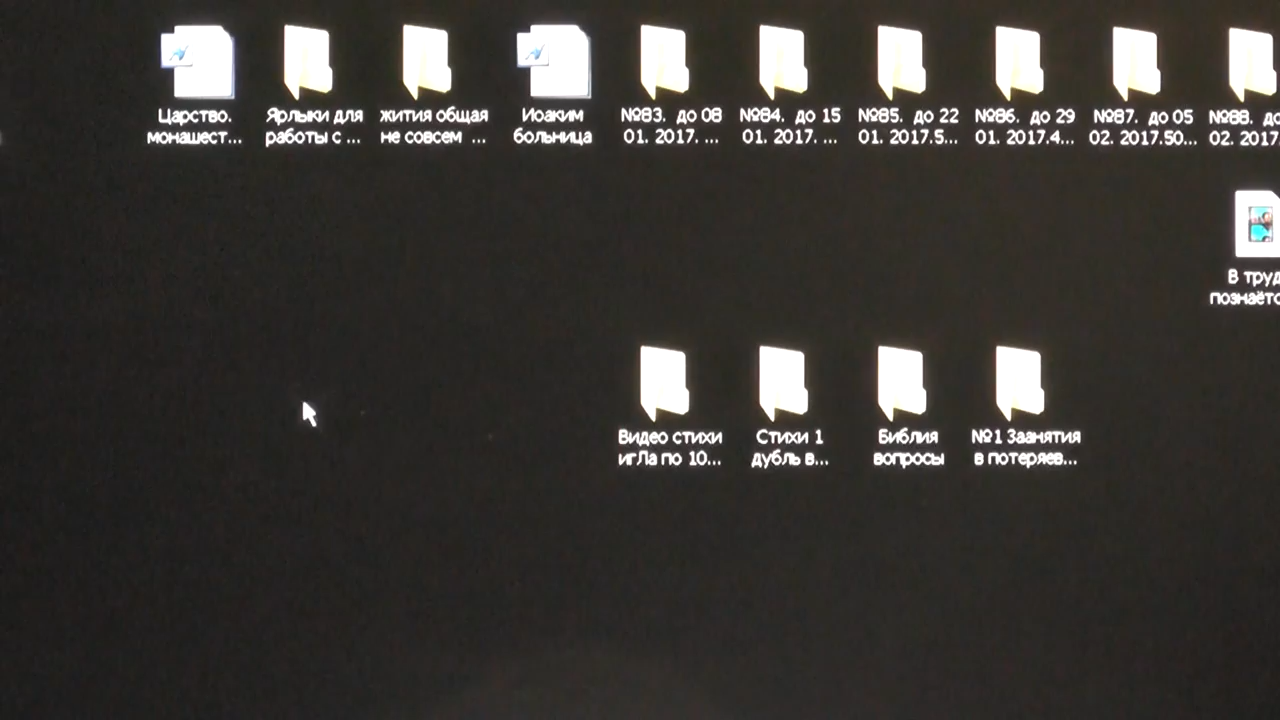 Царство.
монашест...
Ярлыки для
работы с ...
жития общая
не совсем ...
Иоаким
больница
№83. до 08
01. 2017. ...
№84. до 15
01. 2017. ...
№85. до 22
01. 2017.5...
№86. до 29
01. 2017.4...
№87. до 05
02. 2017.50...
№88. до
02. 2017.
В труд
познаётс
Видео стихи
игЛа по 10...
Стихи 1
дубль в...
Библия
вопросы
№1 Заанятия
в потеряев...